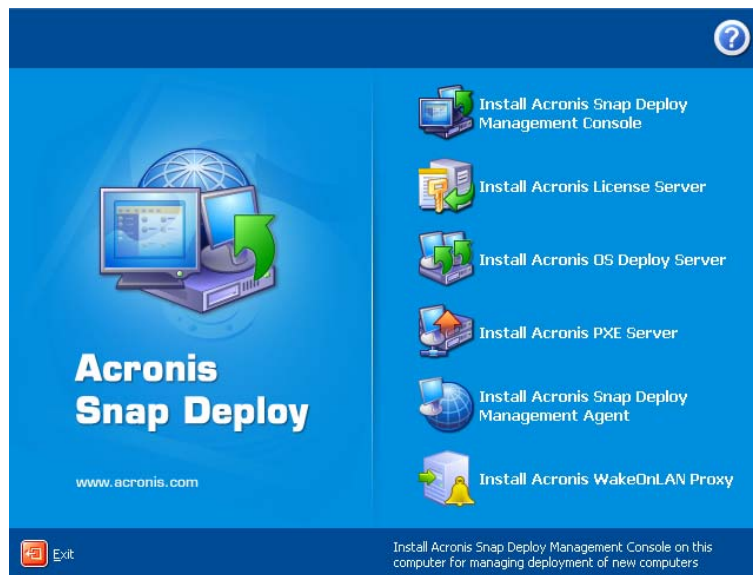 Install Acronis Snap Deploy
Management Console
Install Acronis License Server
Install Acronis OS Deploy Server
Install Acronis PXE Server
Install Acronis Snap Deploy
Management Agent
Install Acronis WakeOnLAN Proxy
Acronis
Snap Deploy
www.acronis.com
Exit
Install Acronis Snap Deploy Management Console on this
computer for managing deployment of new computers